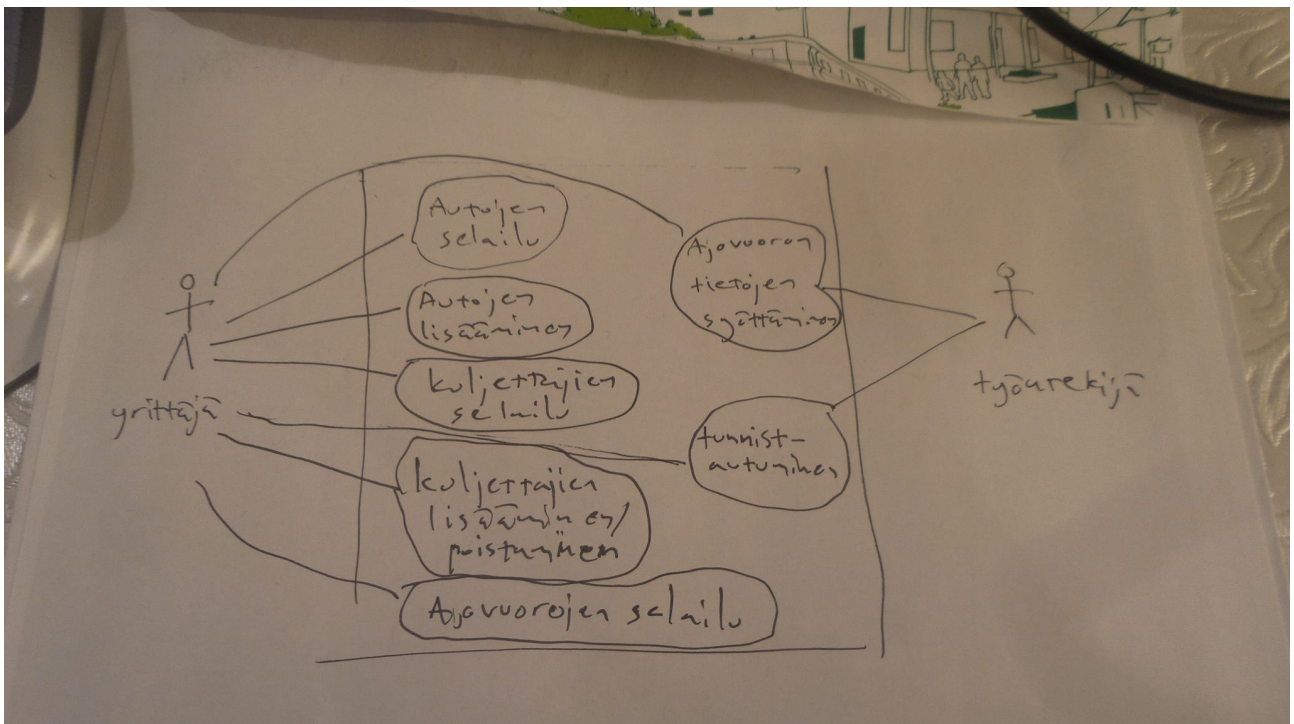 Autojen
selailu
Autojen
lisääminen
kuljettajien
selailu
kuljettajien
lisääminen/
poistaminen
Ajovuorojen selailu
Ajovuoron
tietojen
syöttäminen
tunnist-
autuminen
yrittäjä
työntekijä